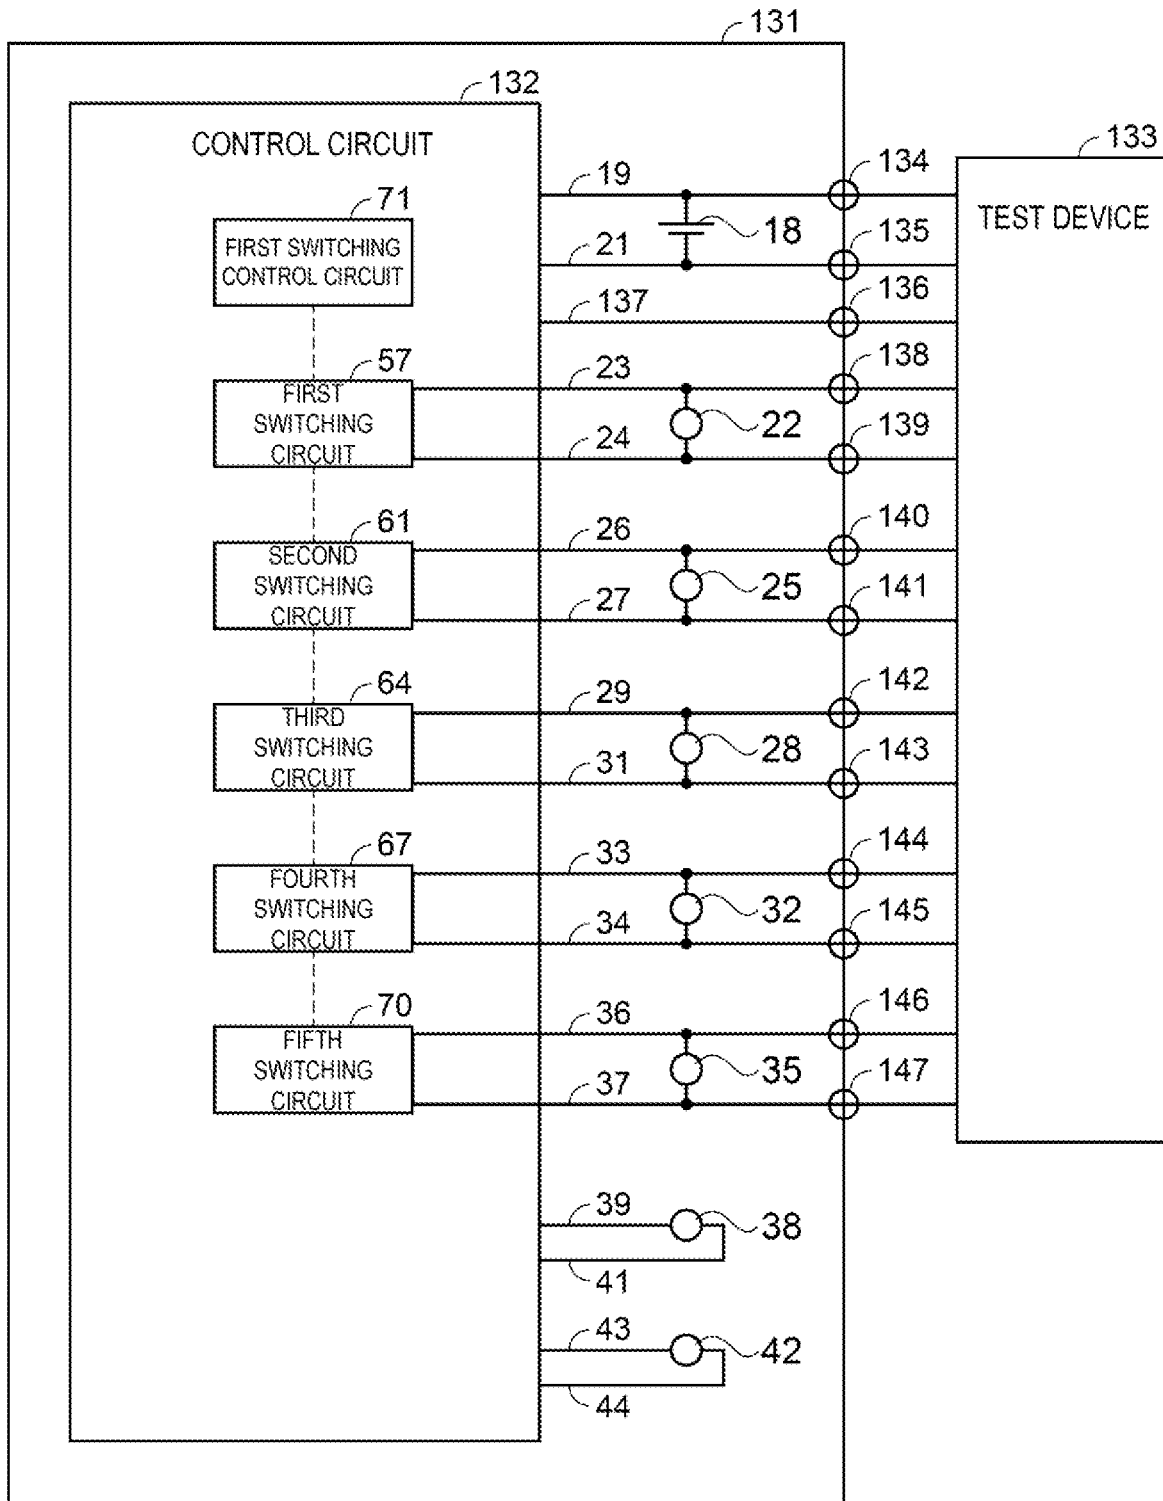 131
132
CONTROL CIRCUIT
133
TEST DEVICE
71
FIRST SWITCHING
CONTROL CIRCUIT
19
134
18
21
135
137
136
57
FIRST
SWITCHING
CIRCUIT
23
138
22
24
139
61
SECOND
SWITCHING
CIRCUIT
26
140
25
27
141
64
THIRD
SWITCHING
CIRCUIT
29
142
28
31
143
67
FOURTH
SWITCHING
CIRCUIT
33
144
32
34
145
70
FIFTH
SWITCHING
CIRCUIT
36
146
35
37
147
39
38
41
43
42
44